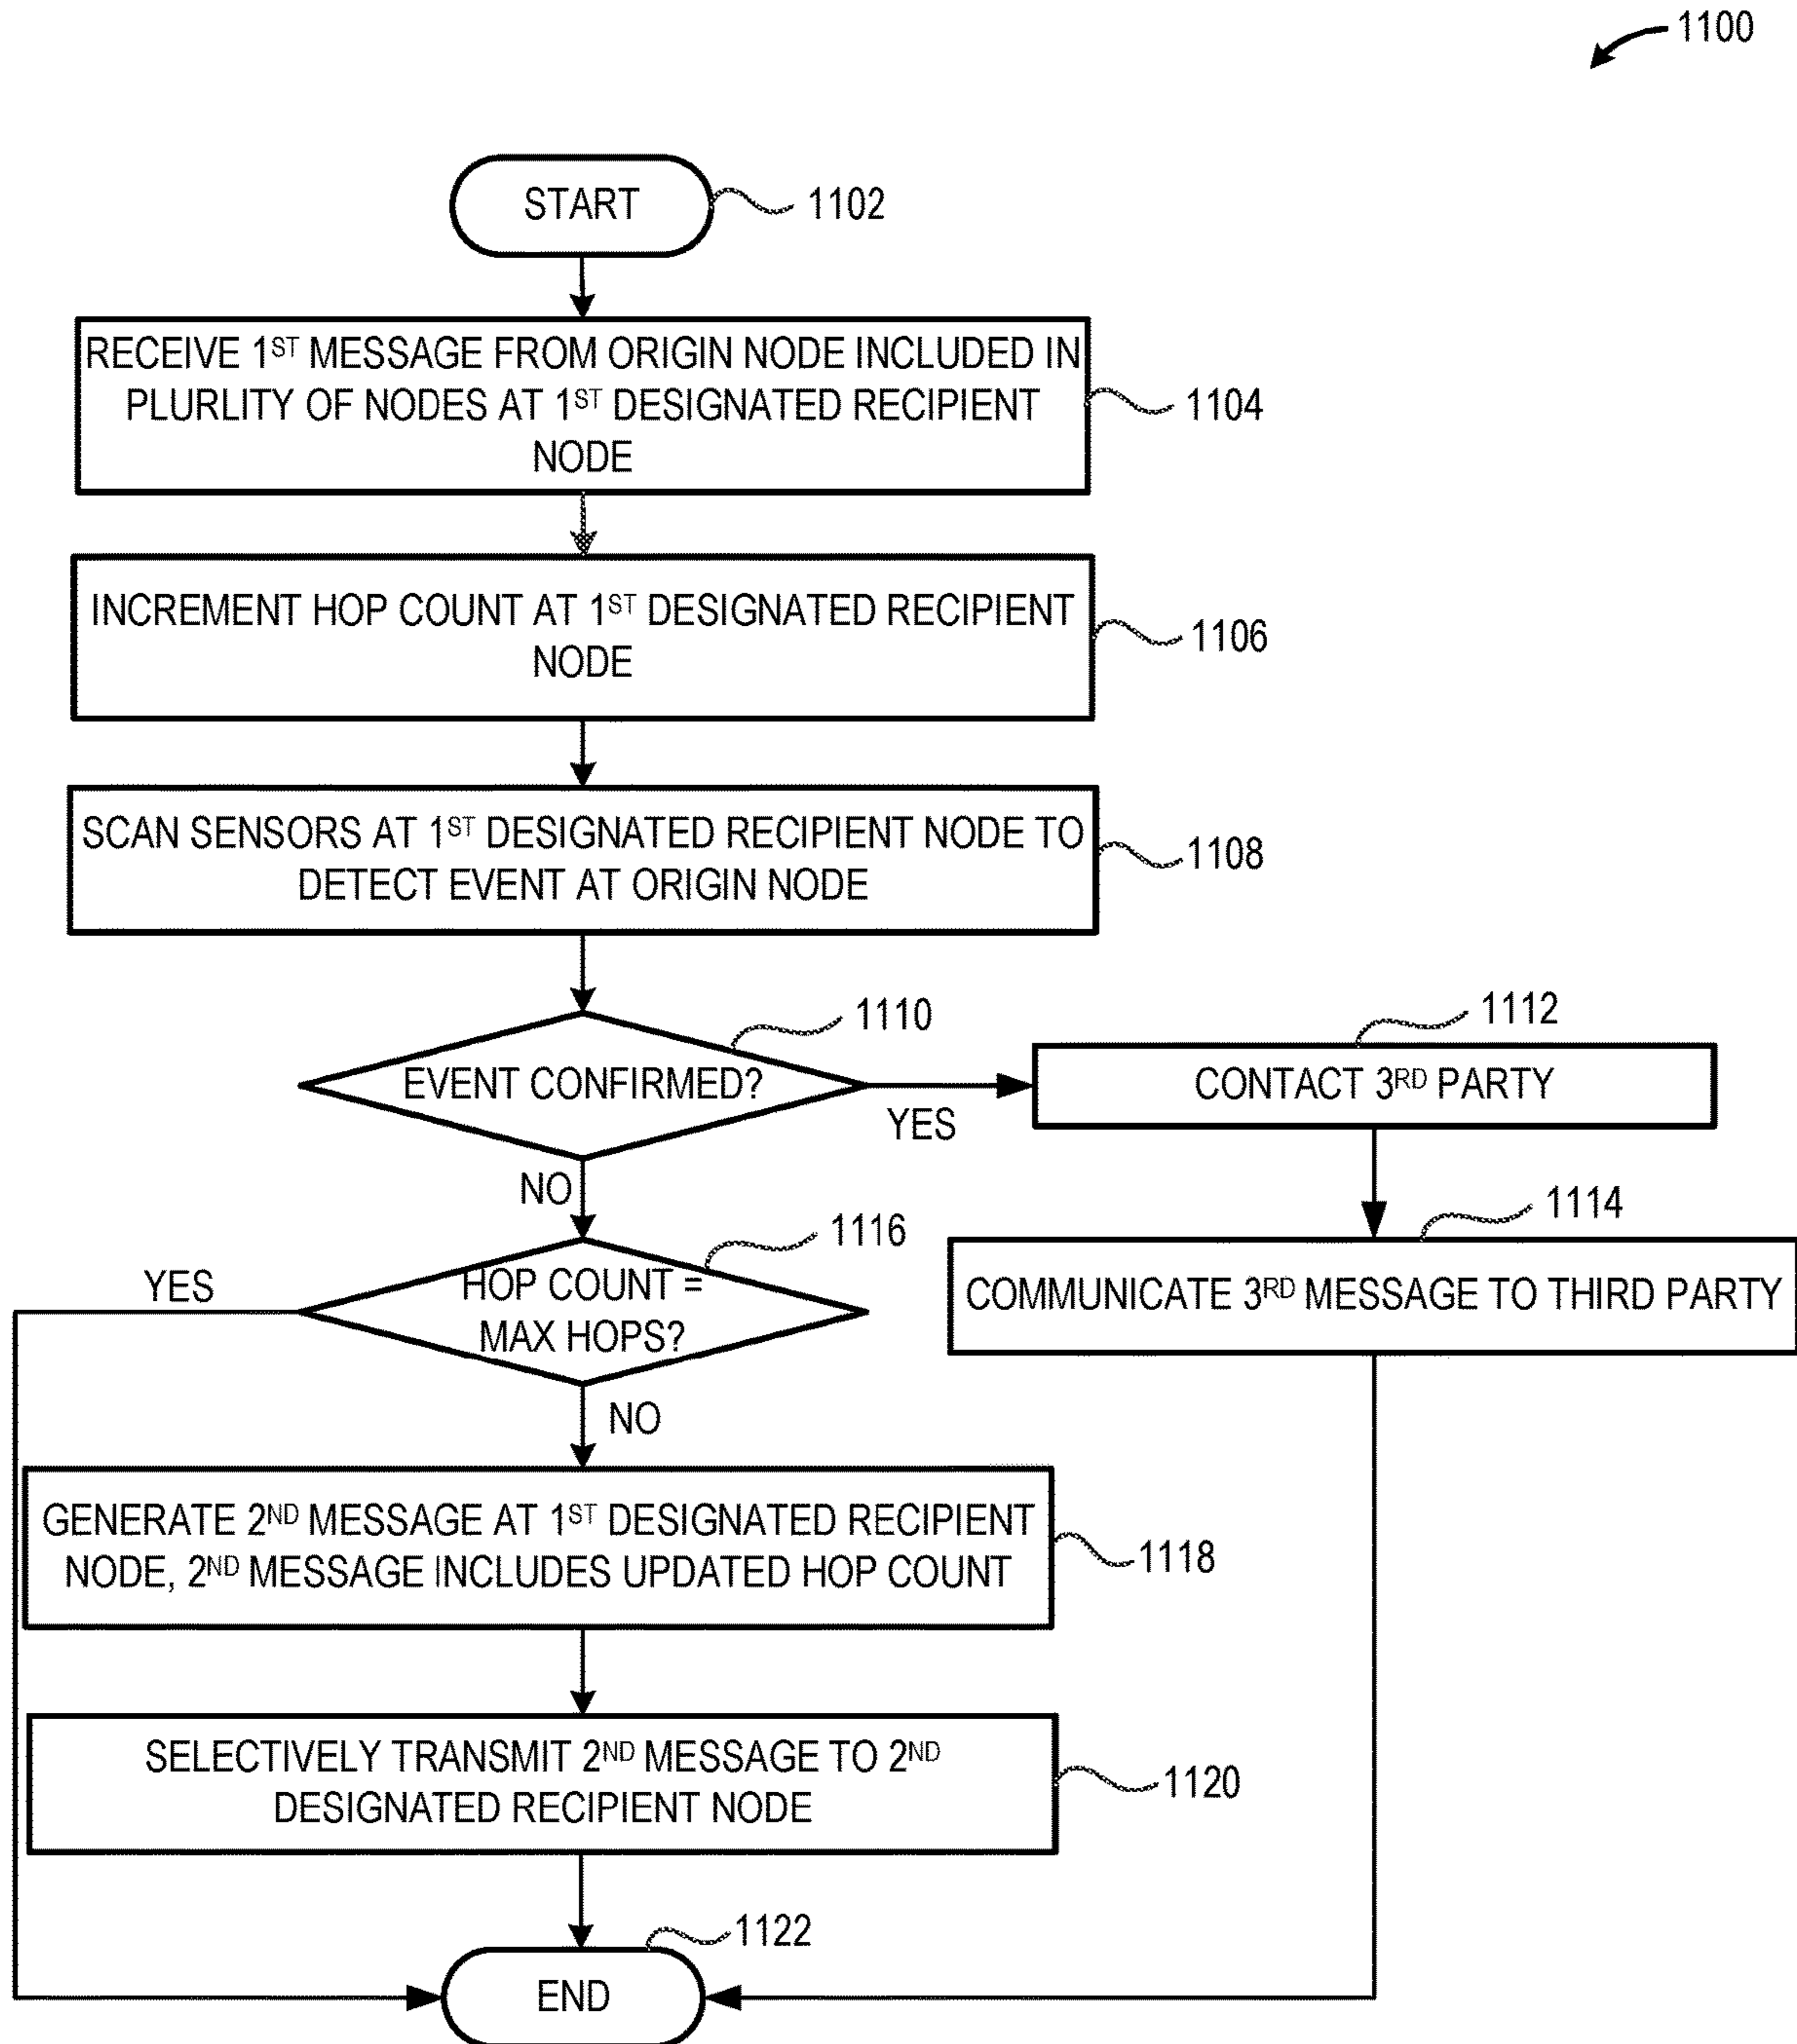 1100
START
1102
RECEIVE 1ST MESSAGE FROM ORIGIN NODE INCLUDED IN
PLURLITY OF NODES AT 1ST DESIGNATED RECIPIENT
NODE
1104
INCREMENT HOP COUNT AT 1ST DESIGNATED RECIPIENT
NODE
1106
SCAN SENSORS AT 1ST DESIGNATED RECIPIENT NODE TO
DETECT EVENT AT ORIGIN NODE
1108
1110
EVENT CONFIRMED?
YES
NO
1112
CONTACT 3RD PARTY
1114
COMMUNICATE 3RD MESSAGE TO THIRD PARTY
1116
HOP COUNT =
MAX HOPS?
YES
NO
GENERATE 2ND MESSAGE AT 1ST DESIGNATED RECIPIENT
NODE, 2ND MESSAGE INCLUDES UPDATED HOP COUNT
1118
SELECTIVELY TRANSMIT 2ND MESSAGE TO 2ND
DESIGNATED RECIPIENT NODE
1120
1122
END